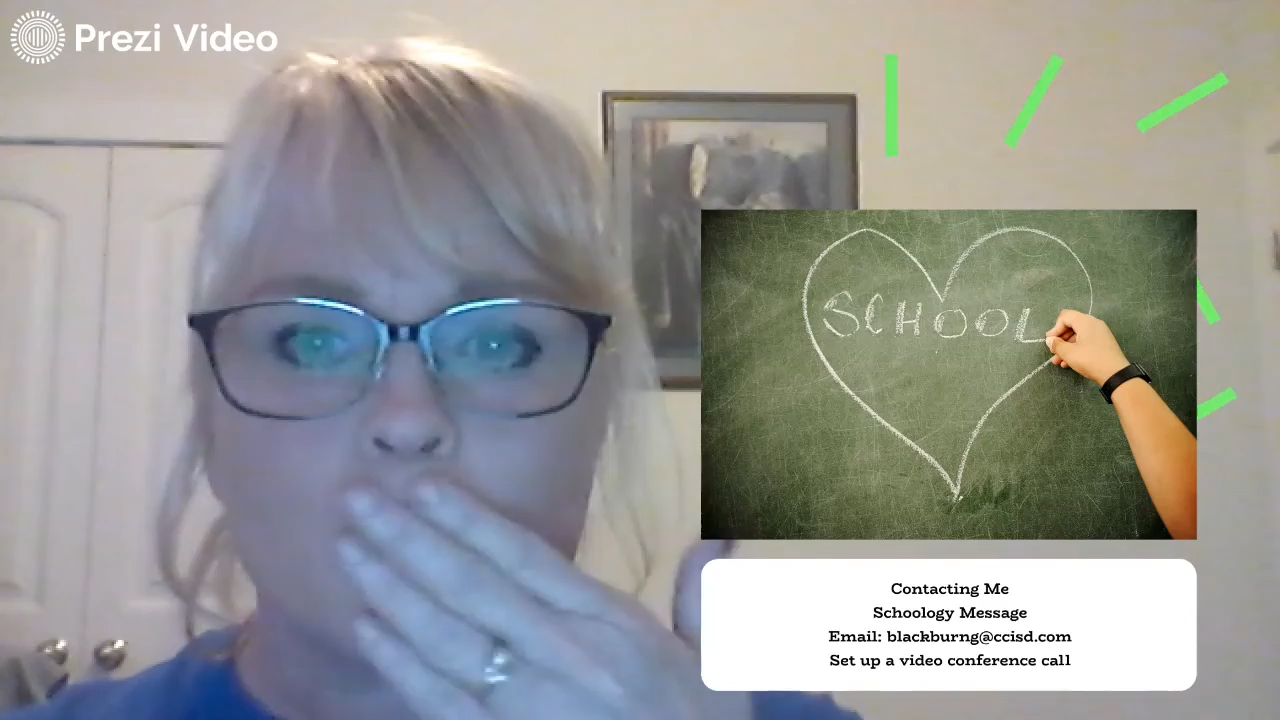 Prezi Video
SCHOOL
Contacting Me
Schoology Message
Email: blackburng@ccisd.com
Set up a video conference call